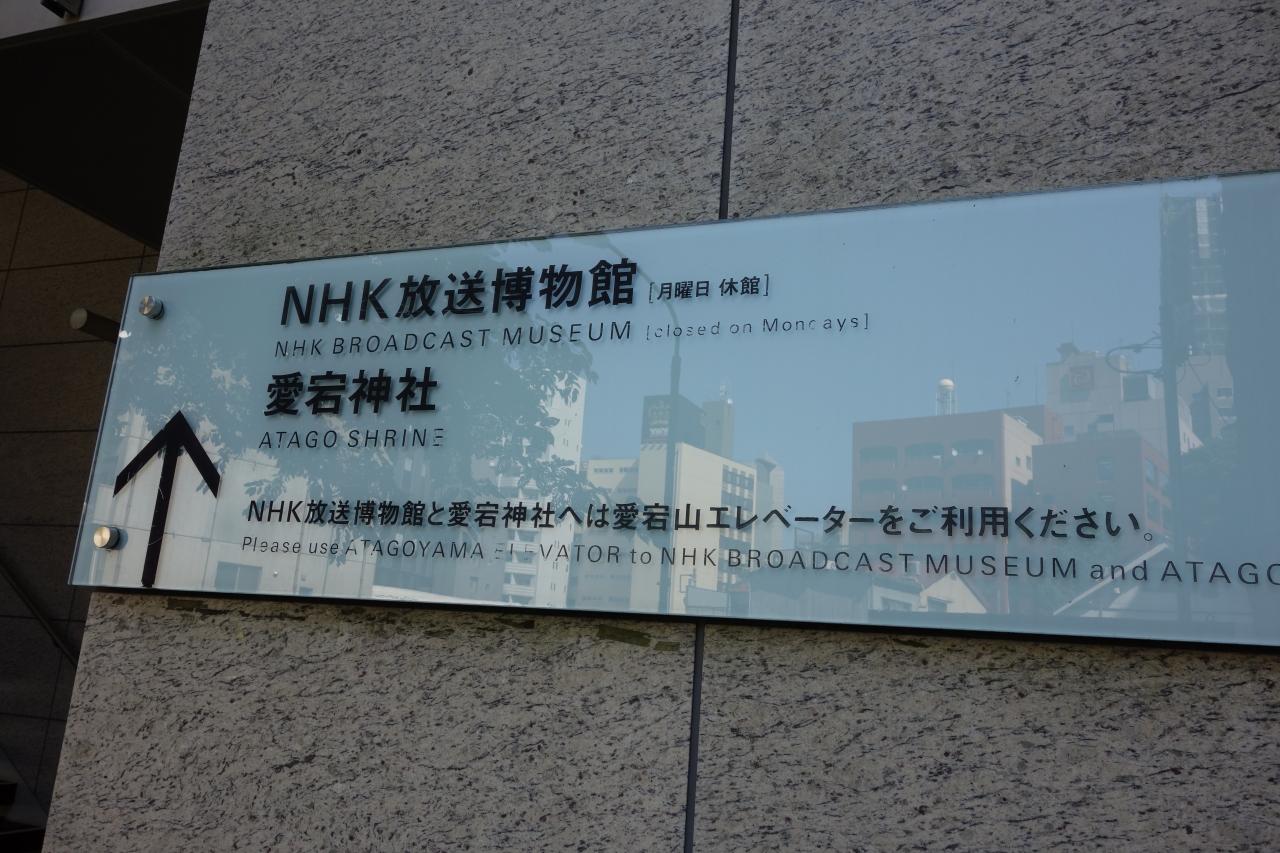 NHK放送博物館 [月曜日 休館]
NHK BROADCAST MUSEUM [closed on Mondays]
愛宕神社
ATAGO SHRINE
NHK放送博物館と愛宕神社へは愛宕山エレベーターをご利用ください。
Please use ATAGOYAMA ELEVATOR to NHK BROADCAST MUSEUM and ATAGO